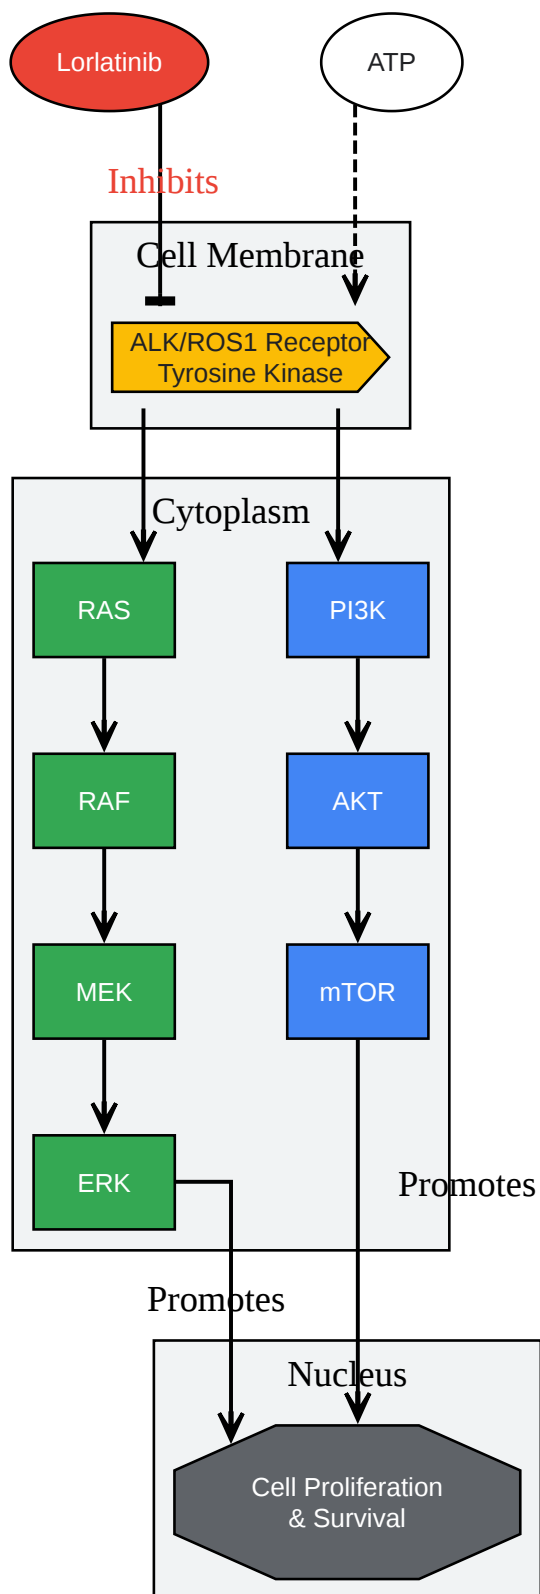 Lorlatinib
ATP
Inhibits
Cell Membrane
ALK/ROS1 Receptor
Tyrosine Kinase
Cytoplasm
RAS
PI3K
RAF
AKT
MEK
mTOR
ERK
Promotes
Promotes
Nucleus
Cell Proliferation
& Survival